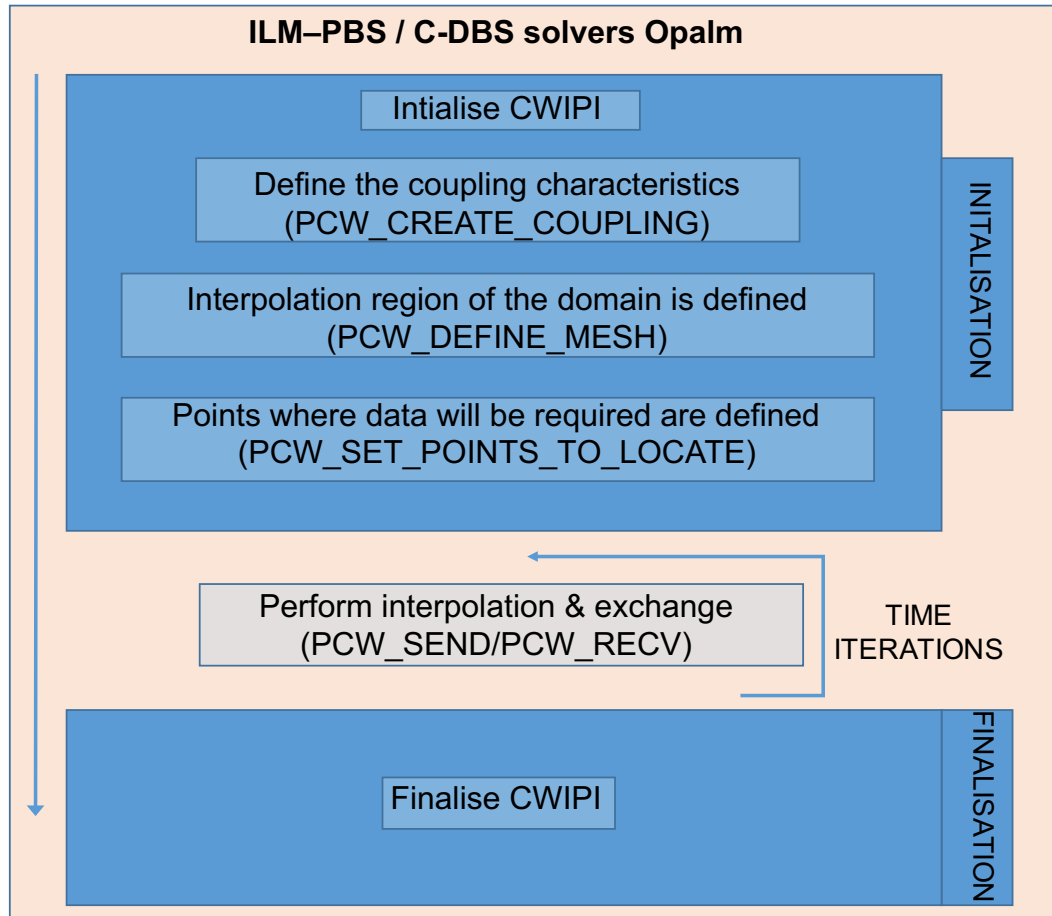 ILM–PBS / C-DBS solvers Opalm
Intialise CWIPI
Define the coupling characteristics
(PCW_CREATE_COUPLING)
Interpolation region of the domain is defined
(PCW_DEFINE_MESH)
Points where data will be required are defined
(PCW_SET_POINTS_TO_LOCATE)
INITALISATION
Perform interpolation & exchange
(PCW_SEND/PCW_RECV)
TIME
ITERATIONS
Finalise CWIPI
FINALISATION